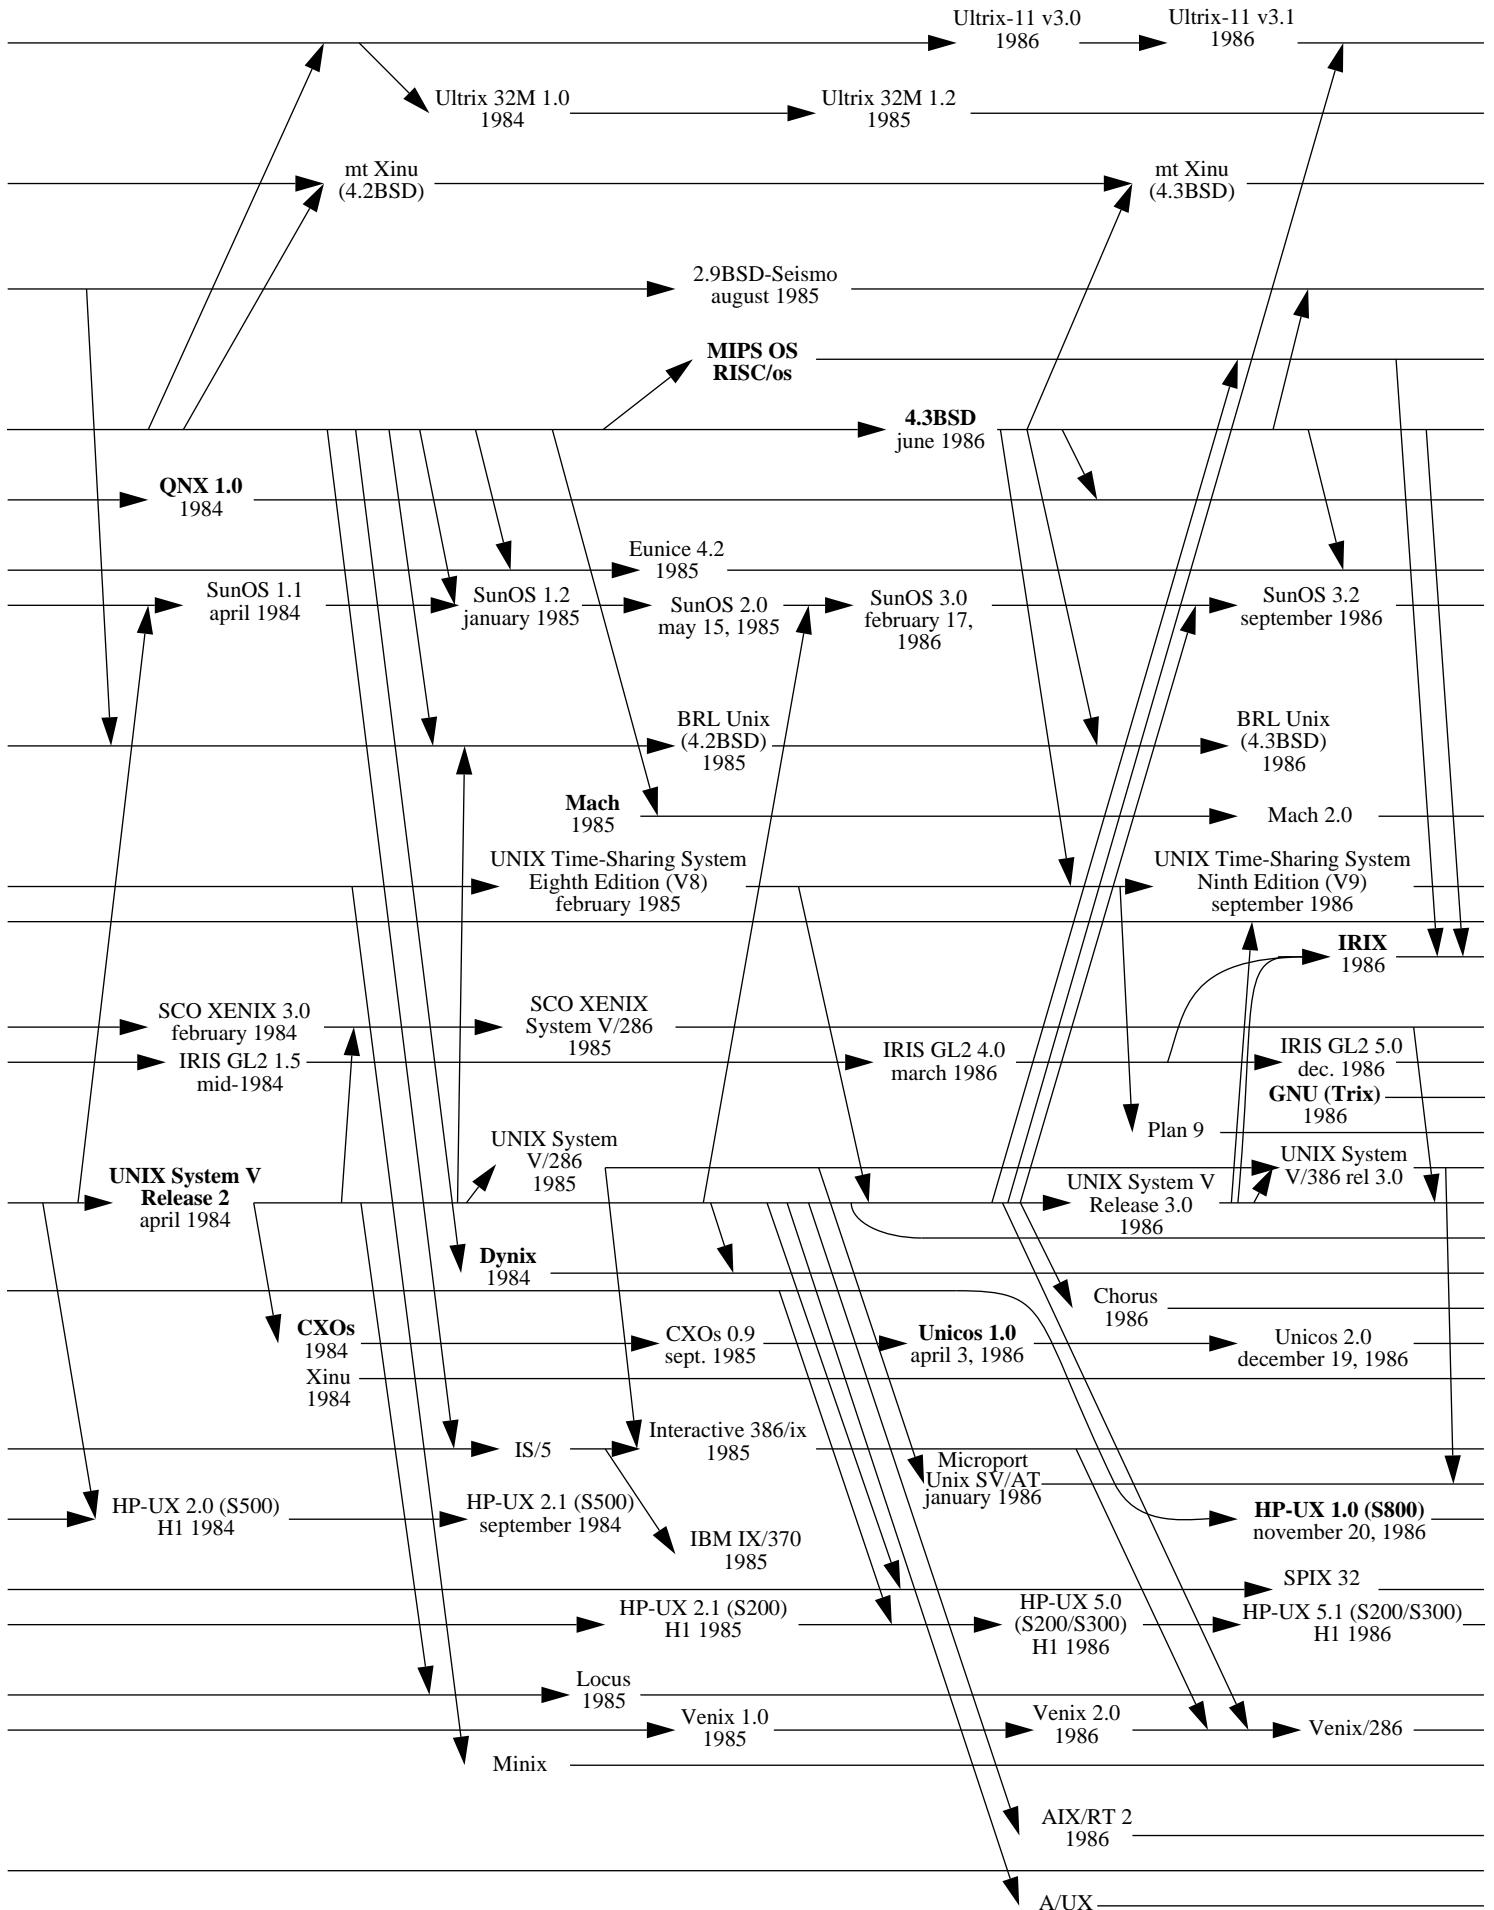 Ultrix-11 v3.0
1986
Ultrix-11 v3.1
1986
Ultrix 32M 1.0
1984
Ultrix 32M 1.2
1985
mt Xinu
(4.2BSD)
mt Xinu
(4.3BSD)
2.9BSD-Seismo
august 1985
MIPS OS
RISC/os
4.3BSD
june 1986
QNX 1.0
1984
Eunice 4.2
1985
SunOS 1.1
april 1984
SunOS 1.2
january 1985
SunOS 2.0
may 15, 1985
SunOS 3.0
february 17,
1986
SunOS 3.2
september 1986
BRL Unix
(4.2BSD)
1985
BRL Unix
(4.3BSD)
1986
Mach
1985
Mach 2.0
UNIX Time-Sharing System
Eighth Edition (V8)
february 1985
UNIX Time-Sharing System
Ninth Edition (V9)
september 1986
IRIX
1986
SCO XENIX 3.0
february 1984
SCO XENIX
System V/286
1985
IRIS GL2 1.5
mid-1984
IRIS GL2 4.0
march 1986
IRIS GL2 5.0
dec. 1986
GNU (Trix)
1986
Plan 9
UNIX System V
Release 2
april 1984
UNIX System
V/286
1985
UNIX System V
Release 3.0
1986
UNIX System
V/386 rel 3.0
Dynix
1984
Chorus
1986
CXOs
1984
CXOs 0.9
sept. 1985
Unicos 1.0
april 3, 1986
Unicos 2.0
december 19, 1986
Xinu
1984
IS/5
Interactive 386/ix
1985
Microport
Unix SV/AT
january 1986
HP-UX 2.0 (S500)
H1 1984
HP-UX 2.1 (S500)
september 1984
HP-UX 1.0 (S800)
november 20, 1986
IBM IX/370
1985
SPIX 32
HP-UX 2.1 (S200)
H1 1985
HP-UX 5.0
(S200/S300)
H1 1986
HP-UX 5.1 (S200/S300)
H1 1986
Locus
1985
Venix 1.0
1985
Venix 2.0
1986
Venix/286
Minix
AIX/RT 2
1986
A/UX